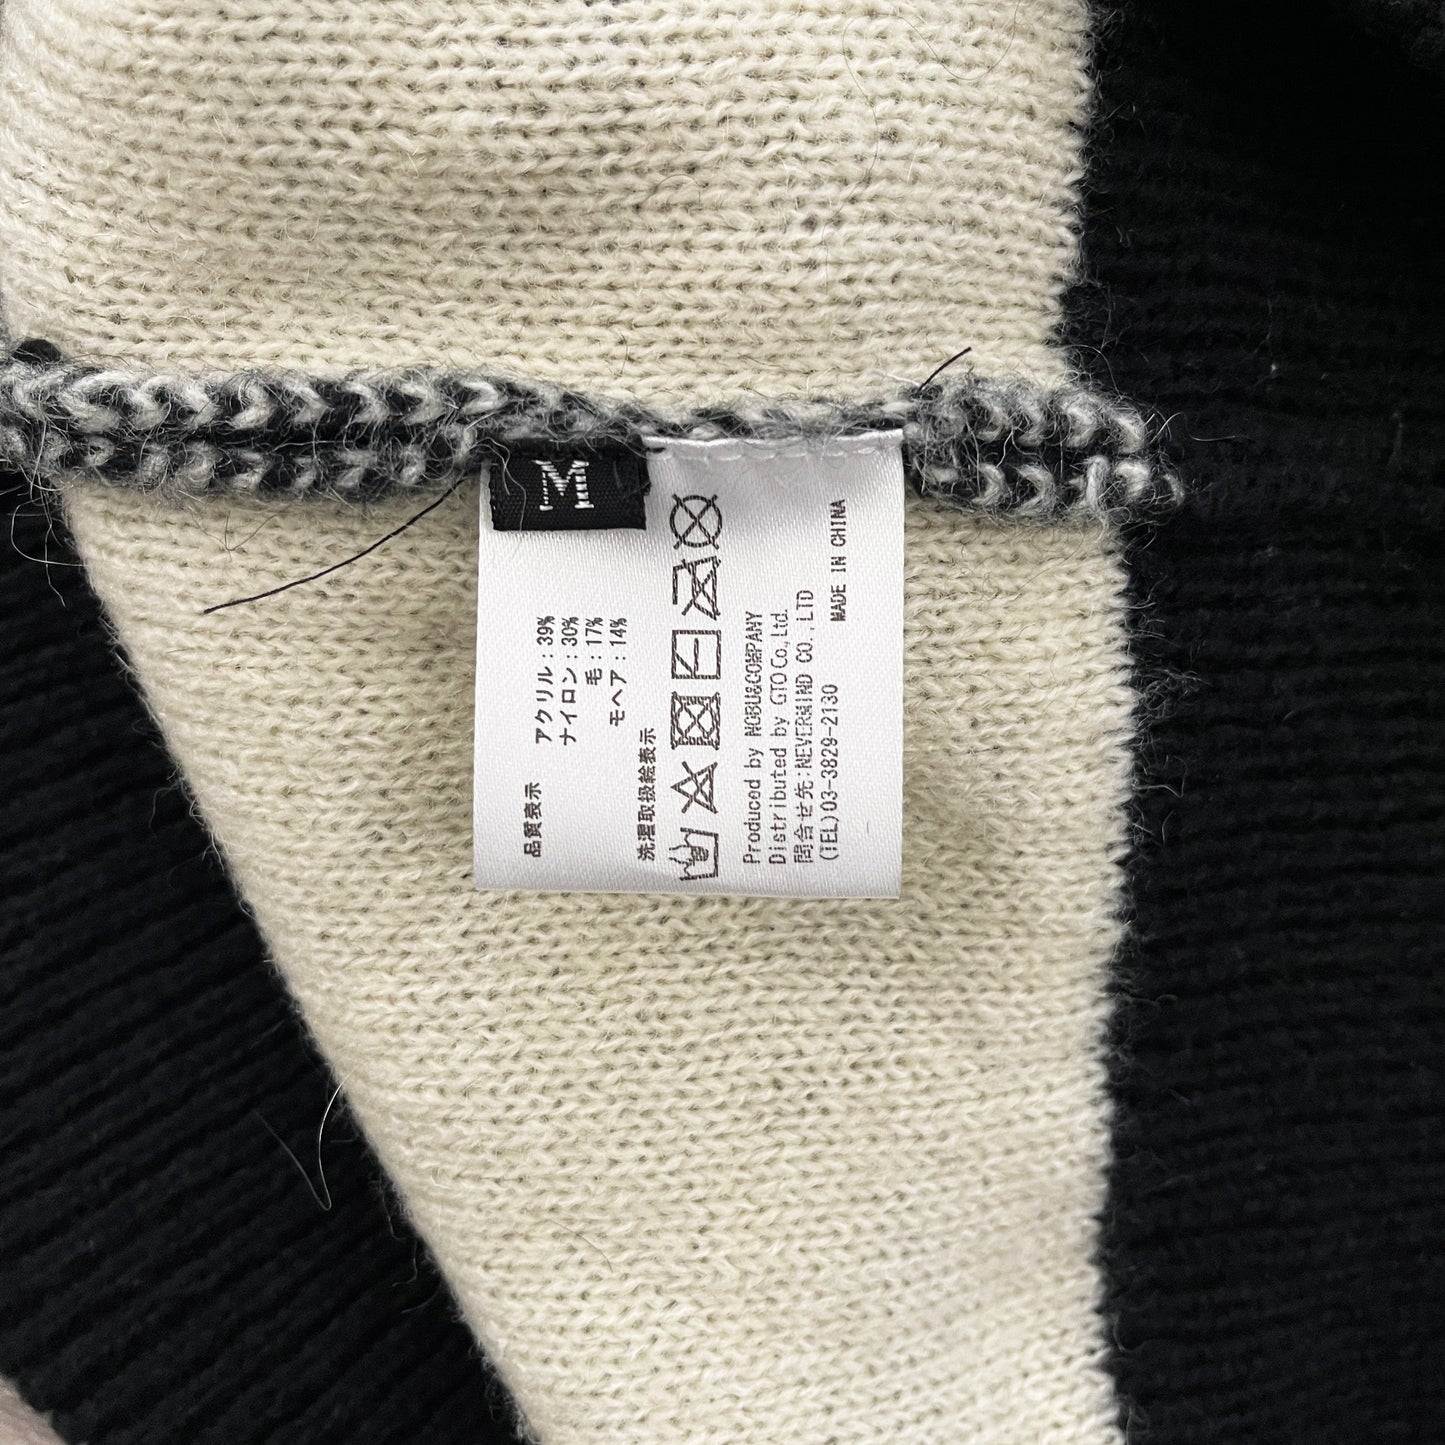 M
品質表示
アクリル：39%
ナイロン：30%
毛：17%
モヘア：14%
洗濯取扱絵表示
Produced by NOBU&COMPANY
Distributed by GTO Co.,Ltd.
問合せ先:NEVERMIND CO.,LTD
(TEL)03-3829-2130
MADE IN CHINA